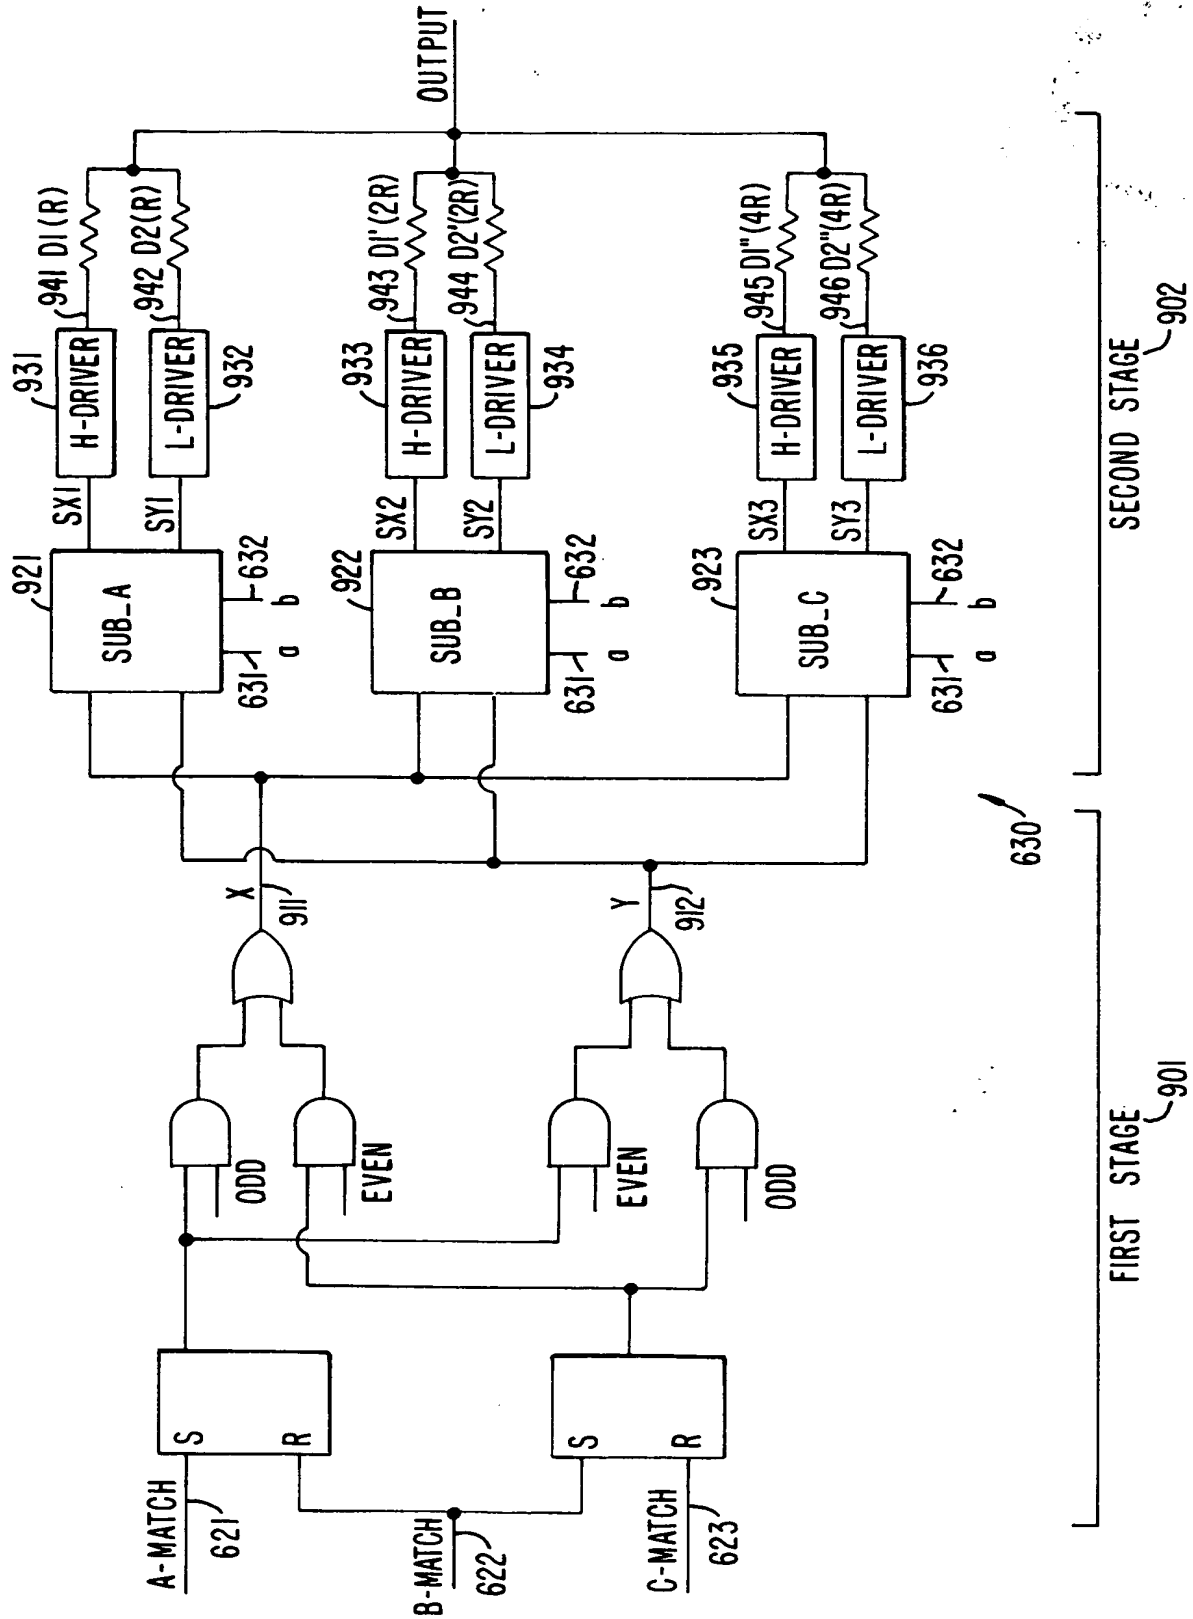 A-MATCH
621
B-MATCH
622
C-MATCH
623
S
R
S
R
ODD
EVEN
EVEN
ODD
X
911
Y
912
921
SUB_A
631
a
632
b
SX1
SY1
931
H-DRIVER
L-DRIVER
932
941 D1(R)
942 D2(R)
922
SUB_B
631
a
632
b
SX2
SY2
933
H-DRIVER
L-DRIVER
934
943 D1'(2R)
944 D2'(2R)
923
SUB_C
631
a
632
b
SX3
SY3
935
H-DRIVER
L-DRIVER
936
945 D1"(4R)
946 D2"(4R)
OUTPUT
630
FIRST STAGE
901
SECOND STAGE
902